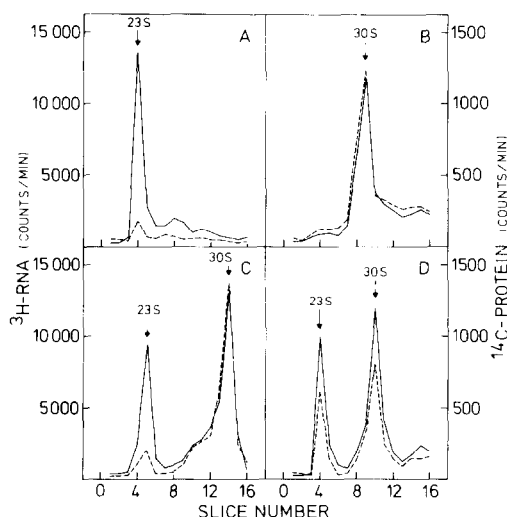 15 000
10 000
5000
23S
A
30S
B
1500
1000
500
15 000
10 000
5000
23S
30S
C
23S
30S
D
1500
1000
500
0 4 8 12 16
0 4 8 12 16
SLICE NUMBER
³H-RNA (COUNTS/MIN)
¹⁴C-PROTEIN (COUNTS/MIN)